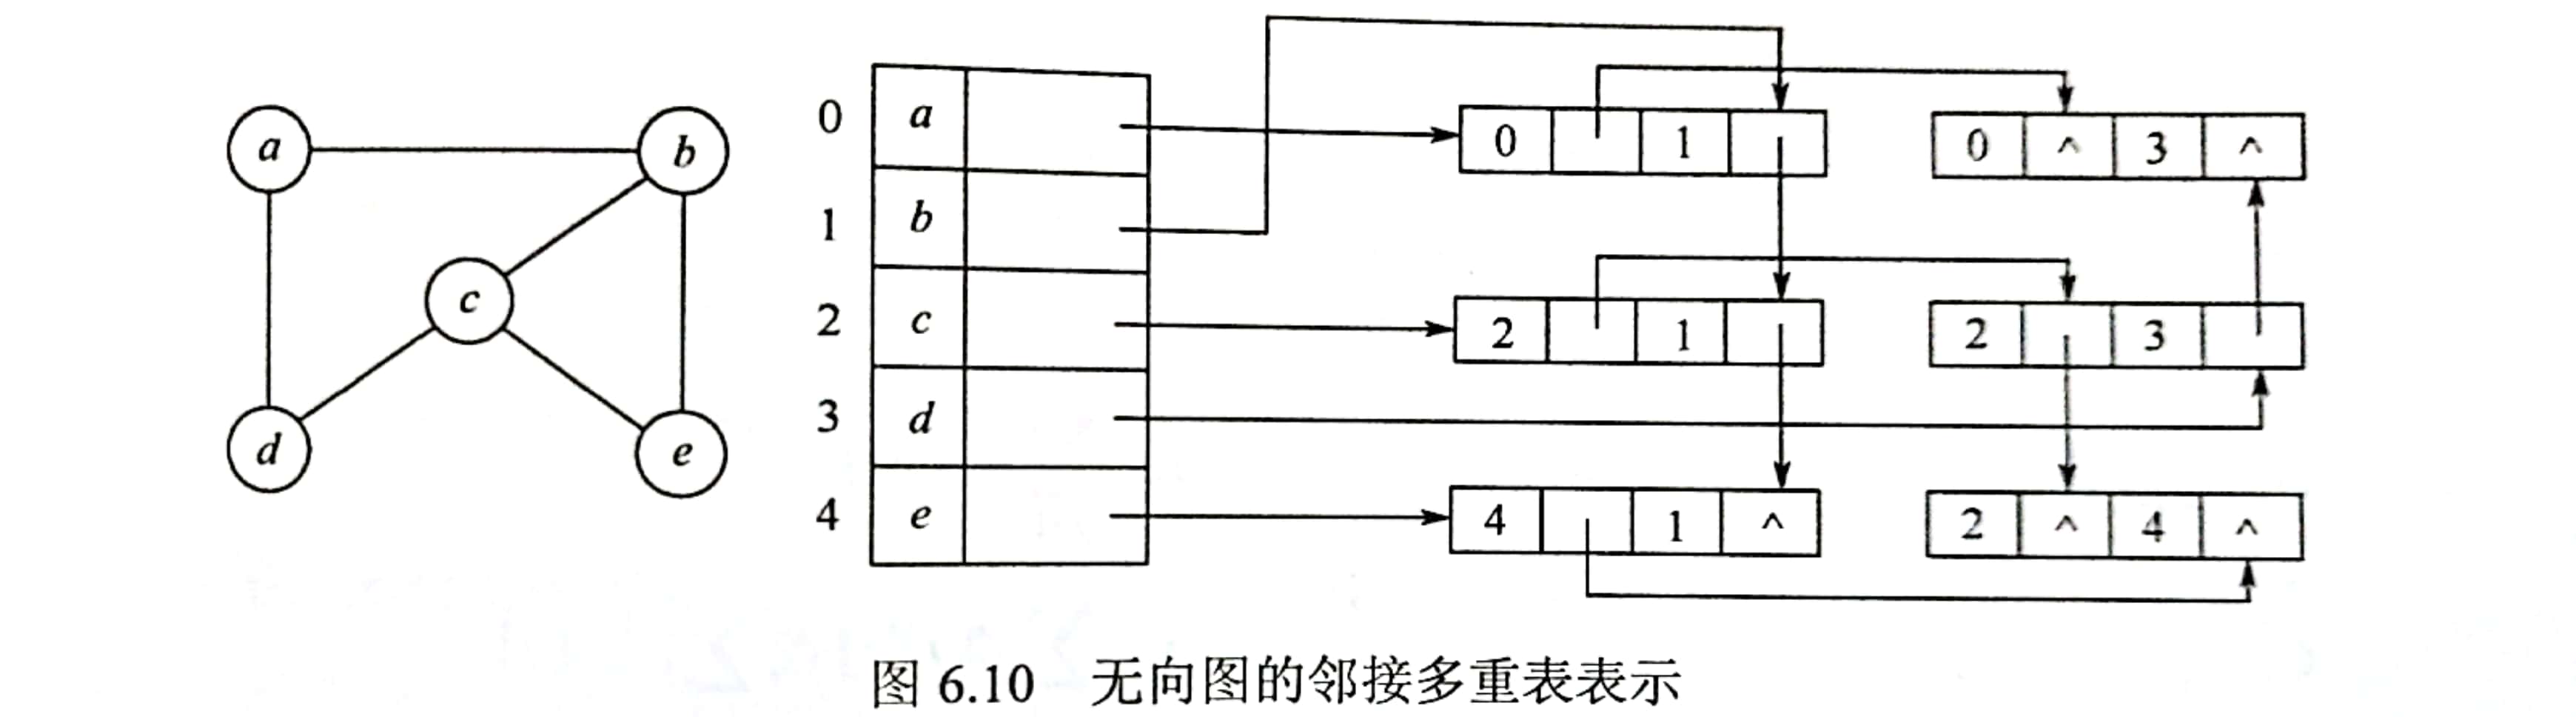 a b
c
d e
0 a
1 b
2 c
3 d
4 e
0 1
0 ^ 3 ^
2 1
2 3
4 1 ^
2 ^ 4 ^
图 6.10 无向图的邻接多重表表示